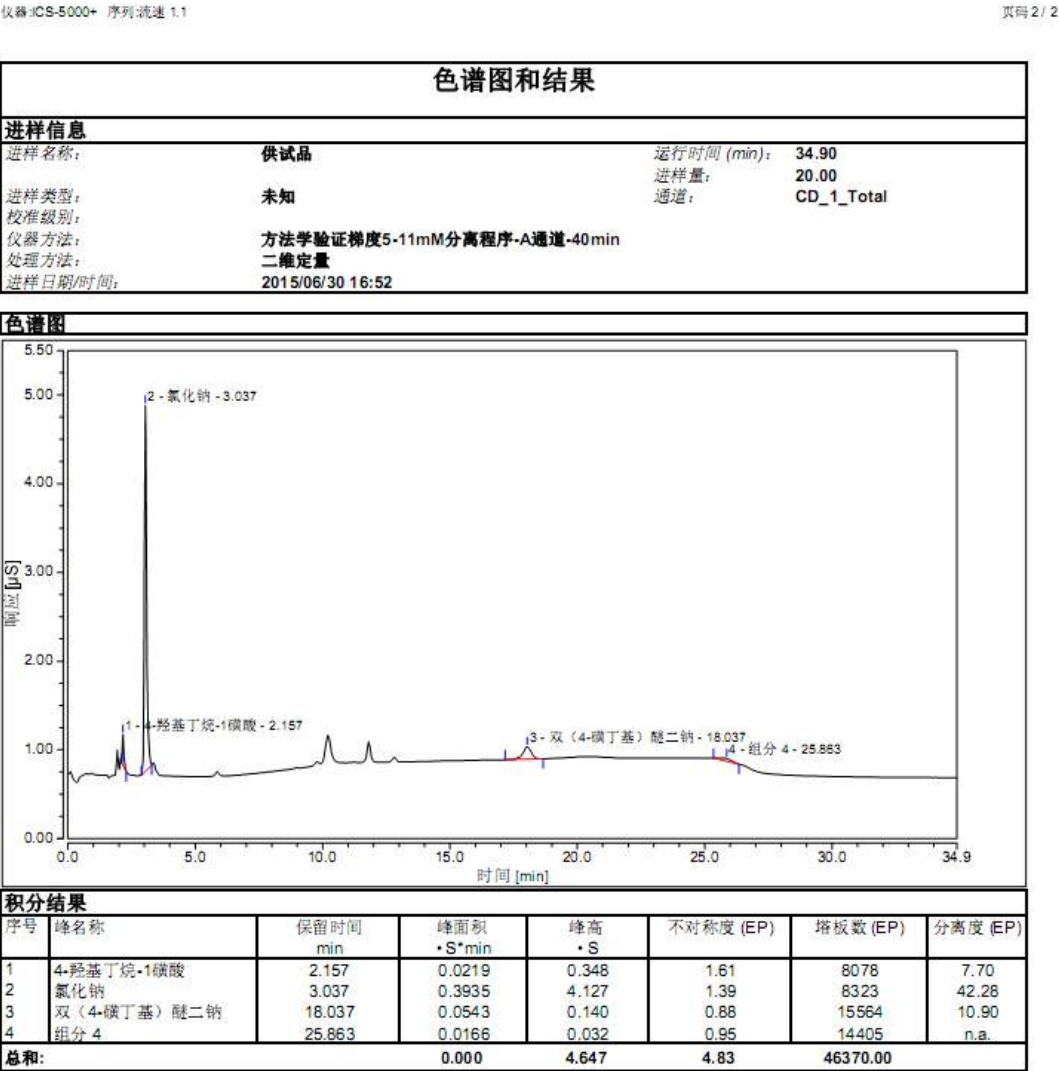 仪器:ICS-5000+ 序列:流速 1.1 页码 2 / 2
色谱图和结果
进样信息
进样名称: 供试品 运行时间 (min): 34.90
进样量: 20.00
进样类型: 未知 通道: CD_1_Total
校准级别:
仪器方法: 方法学验证梯度5-11mM分离程序-A通道-40min
处理方法: 二维定量
进样日期/时间: 2015/06/30 16:52
色谱图
5.50
5.00
2 - 氯化钠 - 3.037
4.00
响应 [µS]
3.00
2.00
1 - 4-羟基丁烷-1磺酸 - 2.157
3 - 双（4-磺丁基）醚二钠 - 18.037
4 - 组分 4 - 25.863
1.00
0.00
0.0 5.0 10.0 15.0 20.0 25.0 30.0 34.9
时间 [min]
积分结果
序号 峰名称 保留时间 峰面积 峰高 不对称度 (EP) 塔板数 (EP) 分离度 (EP)
min •S*min •S
1 4-羟基丁烷-1磺酸 2.157 0.0219 0.348 1.61 8078 7.70
2 氯化钠 3.037 0.3935 4.127 1.39 8323 42.28
3 双（4-磺丁基）醚二钠 18.037 0.0543 0.140 0.88 15564 10.90
4 组分 4 25.863 0.0166 0.032 0.95 14405 n.a.
总和: 0.000 4.647 4.83 46370.00